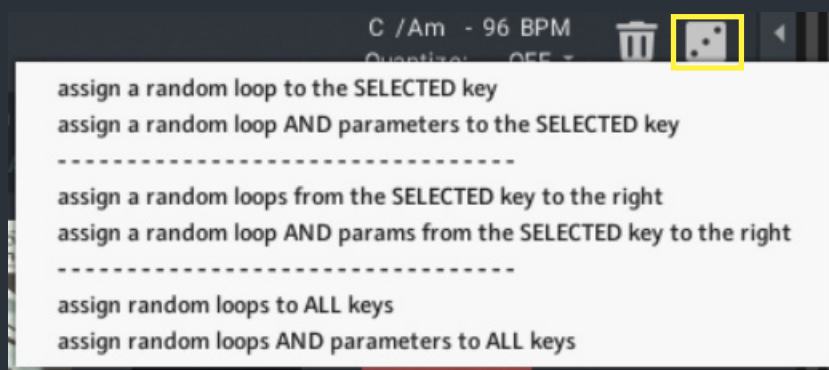 C /Am - 96 BPM
Quantize: OFF
assign a random loop to the SELECTED key
assign a random loop AND parameters to the SELECTED key
- - - - - - - - - - - - - - - - - - - - - - - - - - - - - - - - -
assign a random loops from the SELECTED key to the right
assign a random loop AND params from the SELECTED key to the right
- - - - - - - - - - - - - - - - - - - - - - - - - - - - - - - - -
assign random loops to ALL keys
assign random loops AND parameters to ALL keys